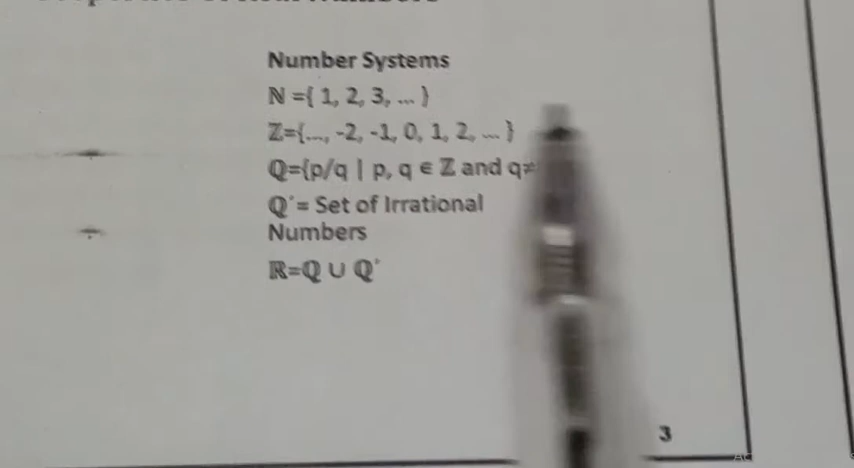 Number Systems
ℕ ={ 1, 2, 3, ... }
ℤ={..., -2, -1, 0, 1, 2, ... }
ℚ={p/q | p, q ∈ ℤ and q≠
ℚ´= Set of Irrational
Numbers
ℝ=ℚ ∪ ℚ´
3